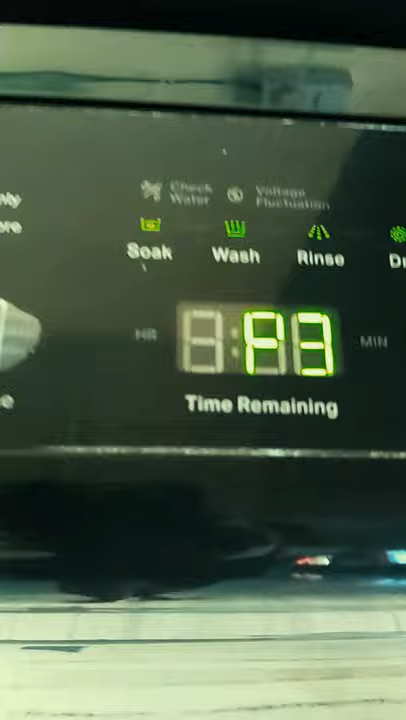 Check Voltage
Water Fluctuation
Soak Wash Rinse
HR P3 MIN
Time Remaining